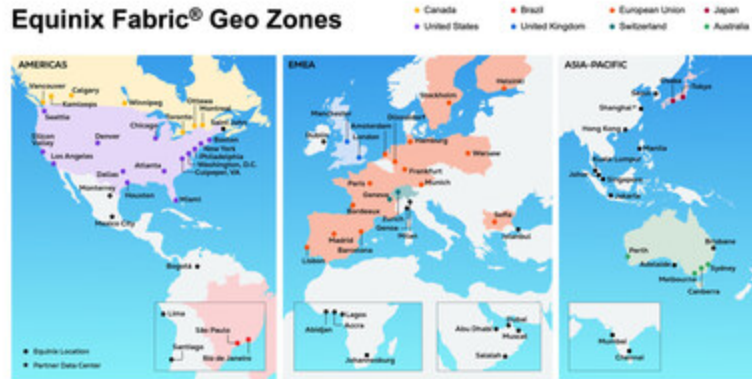 Equinix Fabric® Geo Zones
Canada
Brazil
European Union
Japan
United States
United Kingdom
Switzerland
Australia
AMERICAS
Vancouver
Calgary
Kamloops
Winnipeg
Ottawa
Montreal
Toronto
Saint John
Seattle
Chicago
Boston
New York
Philadelphia
Washington, D.C.
Culpeper, VA
Silicon
Valley
Denver
Los Angeles
Dallas
Atlanta
Houston
Miami
Monterrey
Mexico City
Bogotá
Lima
São Paulo
Santiago
Rio de Janeiro
Equinix Location
Partner Data Center
EMEA
Helsinki
Stockholm
Manchester
Amsterdam
Dublin
London
Hamburg
Warsaw
Frankfurt
Paris
Munich
Geneva
Bordeaux
Zurich
Genoa
Milan
Sofia
Istanbul
Madrid
Lisbon
Barcelona
Lagos
Accra
Abidjan
Johannesburg
Dubai
Abu Dhabi
Muscat
Salalah
ASIA-PACIFIC
Osaka
Tokyo
Seoul
Shanghai
Hong Kong
Manila
Kuala Lumpur
Johor
Singapore
Jakarta
Brisbane
Perth
Adelaide
Sydney
Melbourne
Canberra
Mumbai
Chennai